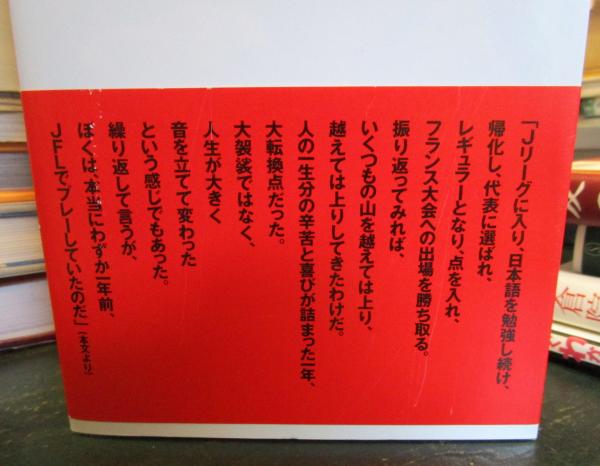 「Jリーグに入り、日本語を勉強し続け、
帰化し、代表に選ばれ、
レギュラーとなり、点を入れ、
フランス大会への出場を勝ち取る。
振り返ってみれば、
いくつもの山を越えては上り、
越えては上りしてきたわけだ。
人の一生分の辛苦と喜びが詰まった一年、
大転換点だった。
大袈裟ではなく、
人生が大きく
音を立てて変わった
という感じでもあった。
繰り返して言うが、
ぼくは、本当にわずか一年前、
JFLでプレーしていたのだ」(本文より)